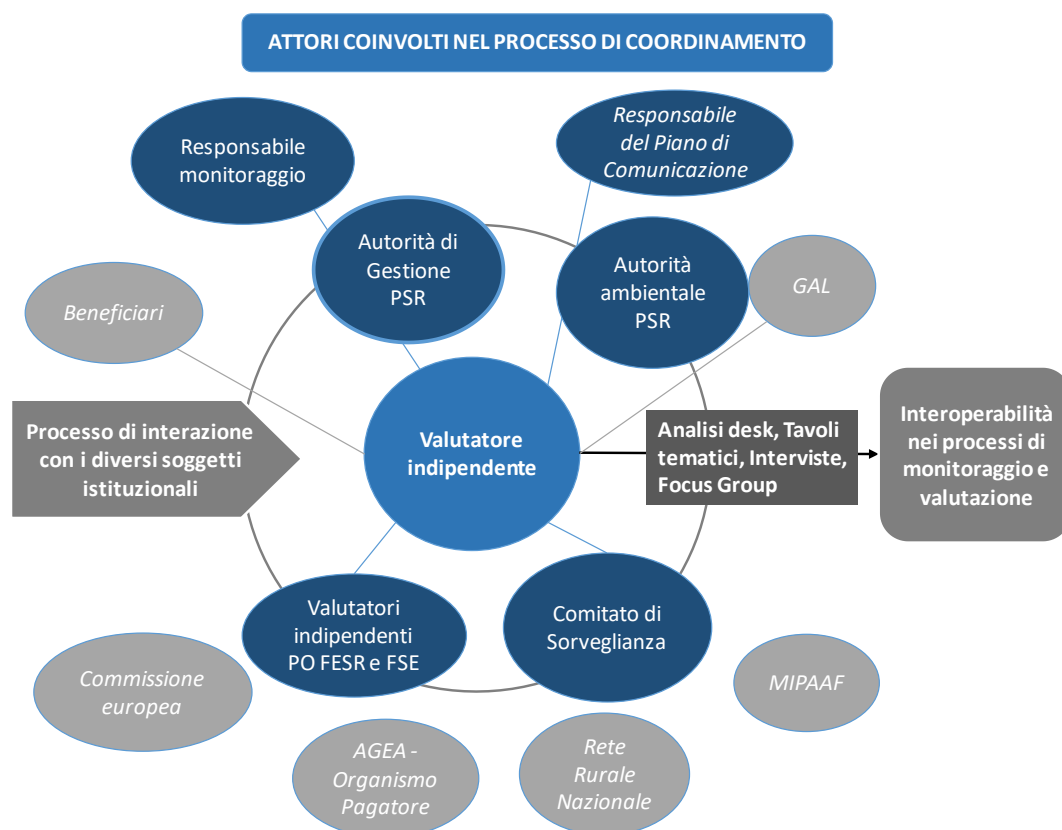 ATTORI COINVOLTI NEL PROCESSO DI COORDINAMENTO
Responsabile
monitoraggio
Responsabile
del Piano di
Comunicazione
Autorità di
Gestione
PSR
Autorità
ambientale
PSR
GAL
Beneficiari
Processo di interazione
con i diversi soggetti
istituzionali
Valutatore
indipendente
Analisi desk, Tavoli
tematici, Interviste,
Focus Group
Interoperabilità
nei processi di
monitoraggio e
valutazione
Valutatori
indipendenti
PO FESR e FSE
Comitato di
Sorveglianza
Commissione
europea
MIPAAF
AGEA -
Organismo
Pagatore
Rete
Rurale
Nazionale